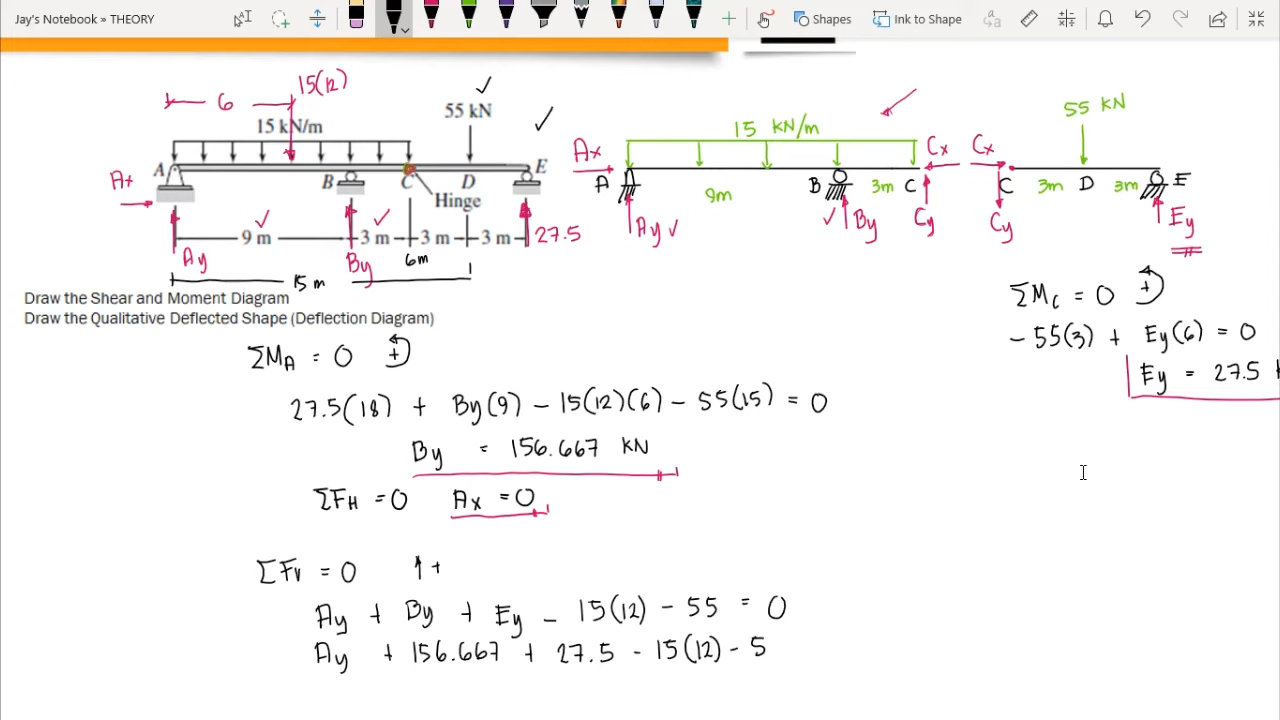 Jay's Notebook » THEORY
Shapes
Ink to Shape
6
15(12)
15 kN/m
55 kN
A
B
C
D
E
Hinge
Ax
Ay
By
27.5
9 m
3 m
3 m
3 m
6m
15 m
Ax
15 kN/m
Cx
A
B
C
9m
3m
Ay
By
Cy
Cx
55 kN
C
3m
D
3m
E
Cy
Ey
Draw the Shear and Moment Diagram
Draw the Qualitative Deflected Shape (Deflection Diagram)
ΣMA = 0 +
27.5(18) + By(9) - 15(12)(6) - 55(15) = 0
By = 156.667 KN
ΣFH = 0 Ax = 0
ΣFV = 0 ↑ +
Ay + By + Ey - 15(12) - 55 = 0
Ay + 156.667 + 27.5 - 15(12) - 5
ΣMC = 0 +
- 55(3) + Ey(6) = 0
Ey = 27.5